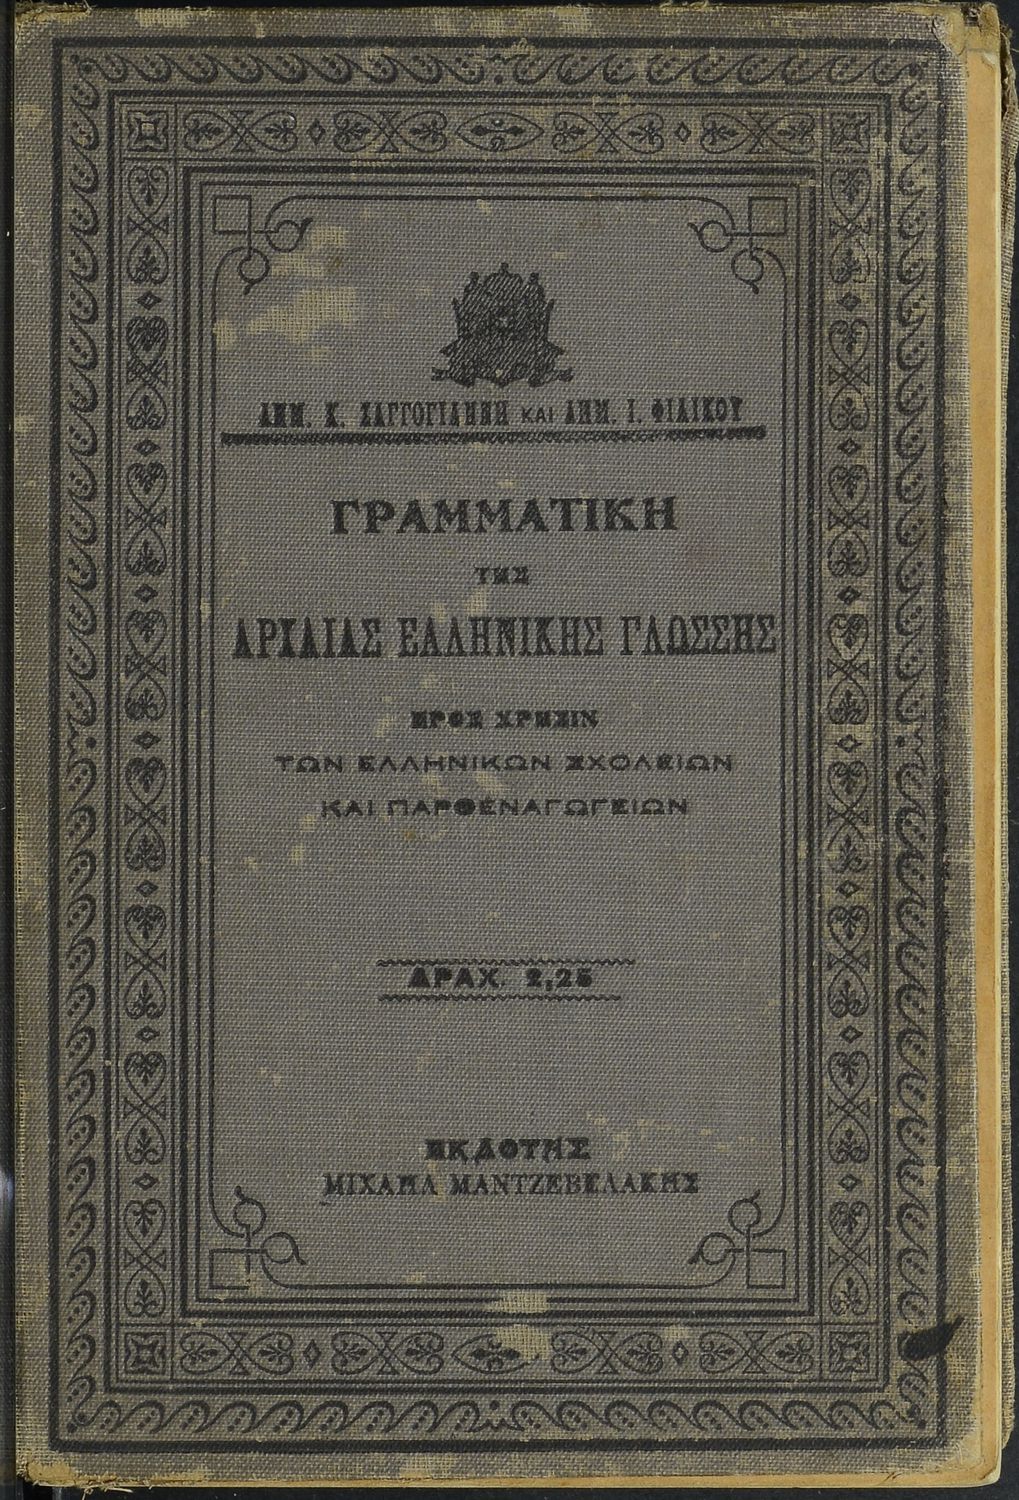 ΔΗΜ. Κ. ΖΑΓΓΟΓΙΑΝΝΗ ΚΑΙ ΔΗΜ. Ι. ΦΙΛΙΚΟΥ
ΓΡΑΜΜΑΤΙΚΗ
ΤΗΣ
ΑΡΧΑΙΑΣ ΕΛΛΗΝΙΚΗΣ ΓΛΩΣΣΗΣ
ΠΡΟΣ ΧΡΗΣΙΝ
ΤΩΝ ΕΛΛΗΝΙΚΩΝ ΣΧΟΛΕΙΩΝ
ΚΑΙ ΠΑΡΘΕΝΑΓΩΓΕΙΩΝ
ΔΡΑΧ. 2,25
ΕΚΔΟΤΗΣ
ΜΙΧΑΗΛ ΜΑΝΤΖΕΒΕΛΑΚΗΣ